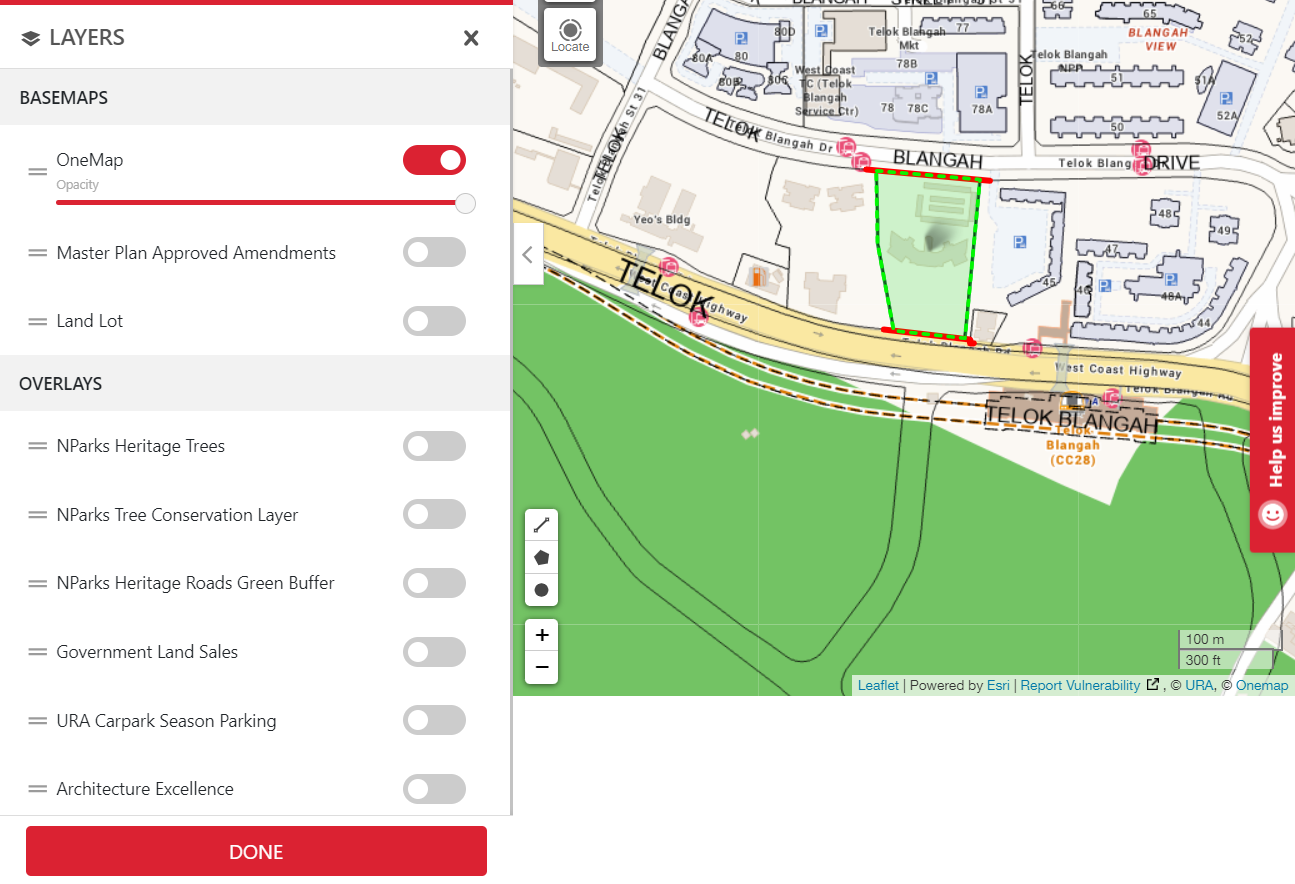 LAYERS
BASEMAPS
OneMap
Opacity
Master Plan Approved Amendments
Land Lot
OVERLAYS
NParks Heritage Trees
NParks Tree Conservation Layer
NParks Heritage Roads Green Buffer
Government Land Sales
URA Carpark Season Parking
Architecture Excellence
DONE
Locate
BLANGAH
66
65
BLANGAH
VIEW
80D
Telok Blangah
Mkt
77
52
80
Telok Blangah
NPP
80A
80B
80C
West Coast
TC (Telok
Blangah
Service Ctr)
78B
51
51A
TELOK
78
78C
78A
52A
50
TELOK
Telok Blangah Dr
BLANGAH
DRIVE
TELOK
Telok Blangah St 31
Yeo's Bldg
48
49
47
45
46
48A
44
TELOK
West Coast Highway
Telok Blangah Rd
West Coast Highway
Telok Blangah Rd
A
TELOK BLANGAH
Telok
Blangah
(CC28)
Help us improve
+
−
100 m
300 ft
Leaflet | Powered by Esri | Report Vulnerability , © URA, © Onemap